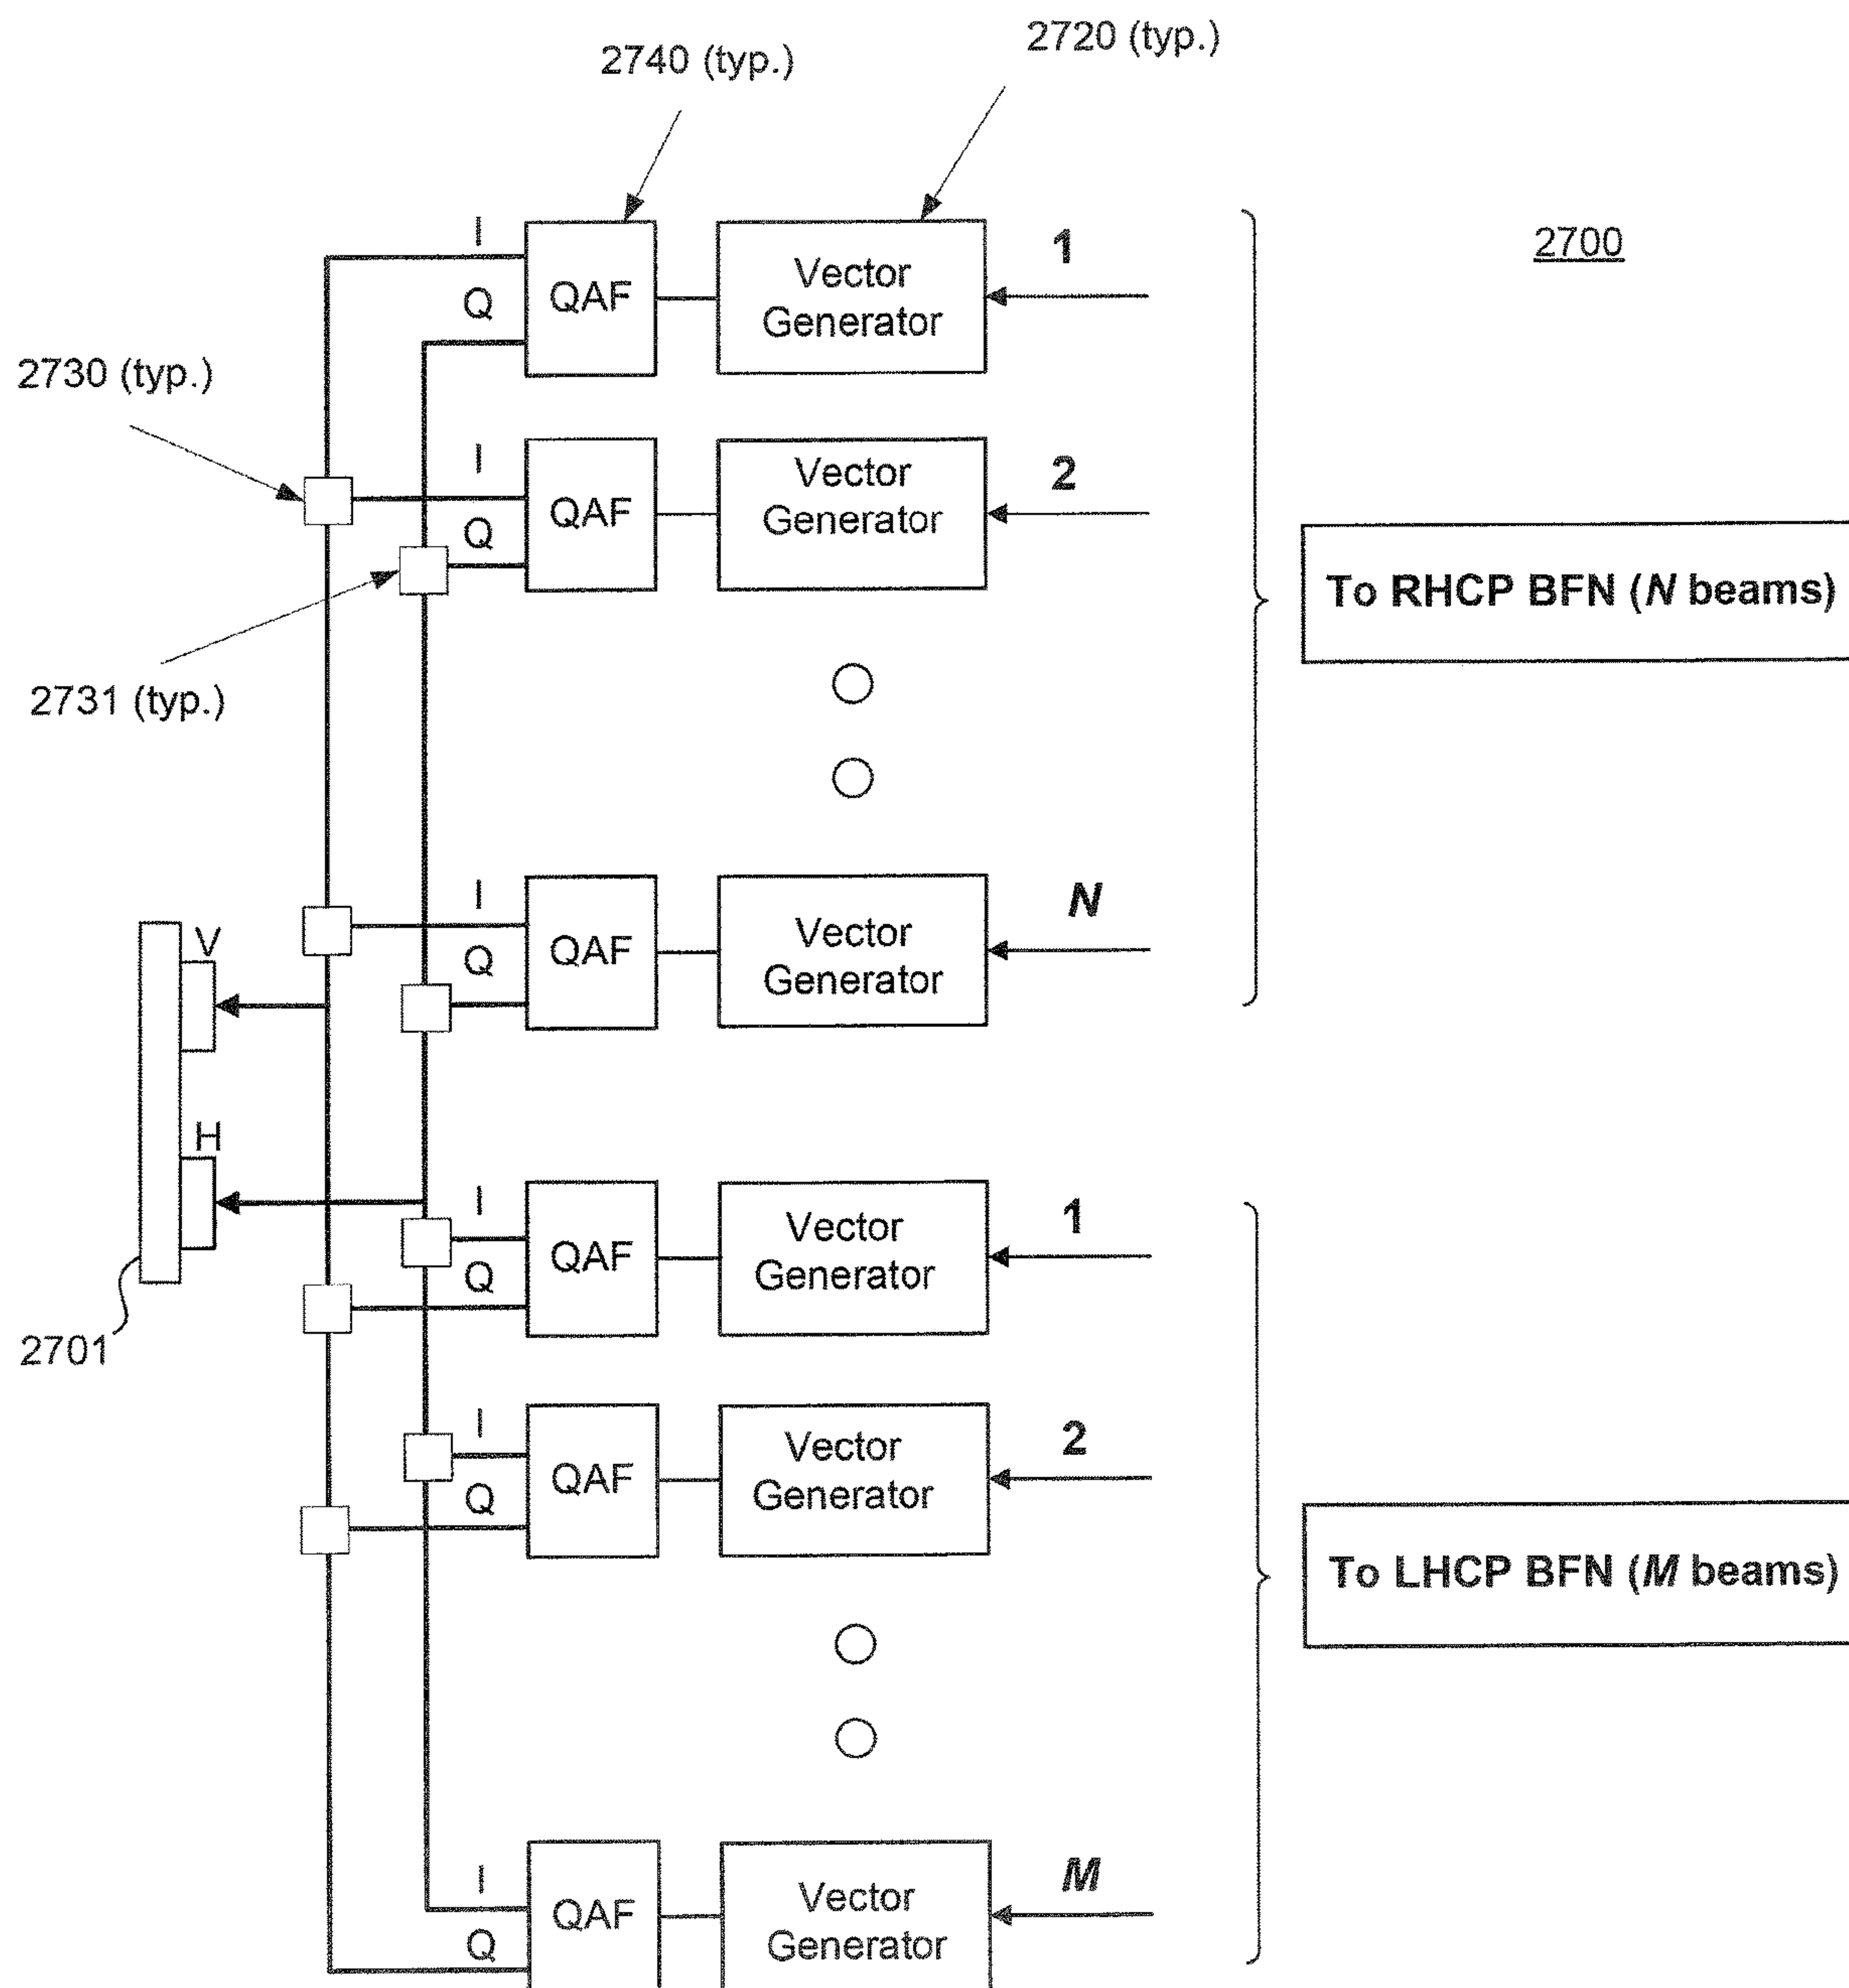 2740 (typ.)
2720 (typ.)
2700
I
Q
QAF
Vector
Generator
1
2730 (typ.)
I
Q
QAF
Vector
Generator
2
To RHCP BFN (N beams)
2731 (typ.)
I
Q
QAF
Vector
Generator
N
V
H
I
Q
QAF
Vector
Generator
1
2701
I
Q
QAF
Vector
Generator
2
To LHCP BFN (M beams)
I
Q
QAF
Vector
Generator
M